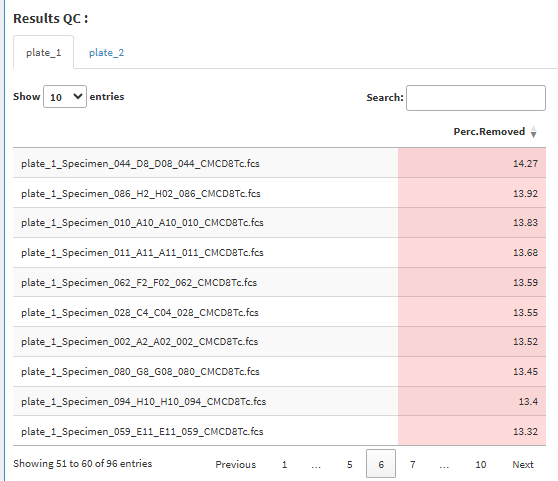 Results QC :
plate_1 plate_2
Show 10 entries Search:
Perc.Removed
plate_1_Specimen_044_D8_D08_044_CMCD8Tc.fcs 14.27
plate_1_Specimen_086_H2_H02_086_CMCD8Tc.fcs 13.92
plate_1_Specimen_010_A10_A10_010_CMCD8Tc.fcs 13.83
plate_1_Specimen_011_A11_A11_011_CMCD8Tc.fcs 13.68
plate_1_Specimen_062_F2_F02_062_CMCD8Tc.fcs 13.59
plate_1_Specimen_028_C4_C04_028_CMCD8Tc.fcs 13.55
plate_1_Specimen_002_A2_A02_002_CMCD8Tc.fcs 13.52
plate_1_Specimen_080_G8_G08_080_CMCD8Tc.fcs 13.45
plate_1_Specimen_094_H10_H10_094_CMCD8Tc.fcs 13.4
plate_1_Specimen_059_E11_E11_059_CMCD8Tc.fcs 13.32
Showing 51 to 60 of 96 entries Previous 1 ... 5 6 7 ... 10 Next